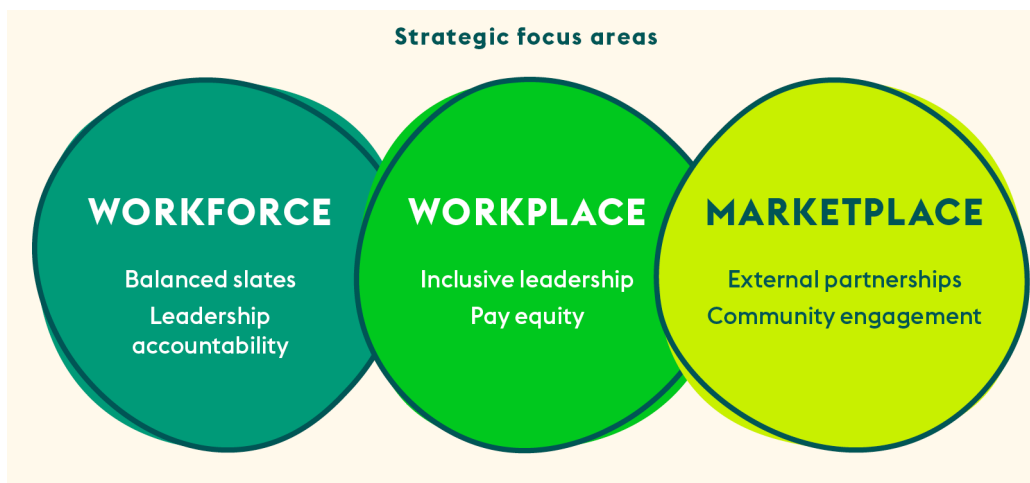 Strategic focus areas
WORKFORCE
Balanced slates
Leadership
accountability
WORKPLACE
Inclusive leadership
Pay equity
MARKETPLACE
External partnerships
Community engagement